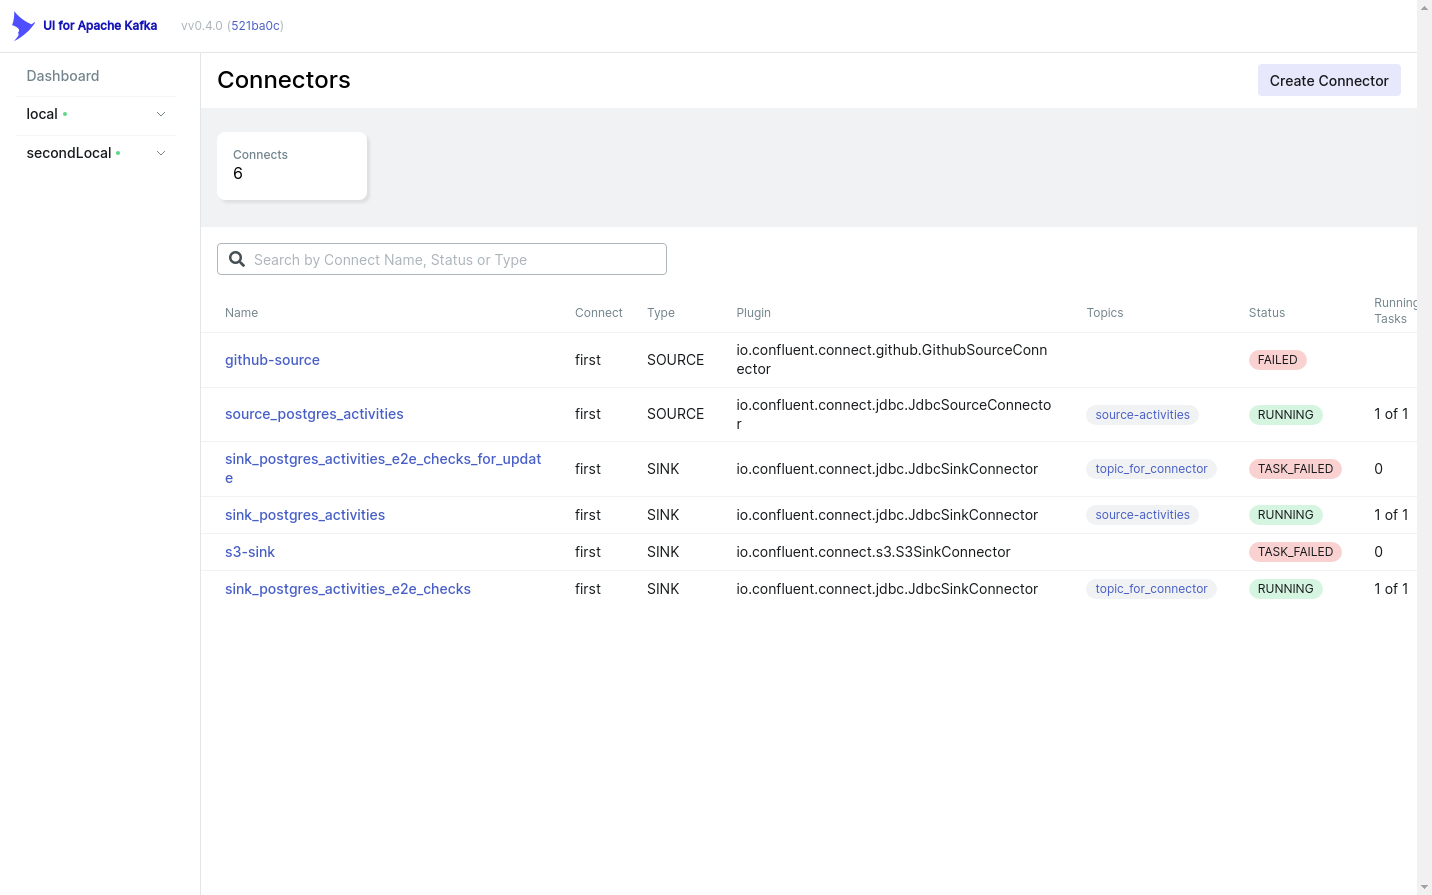 UI for Apache Kafka vv0.4.0 (521ba0c)
Dashboard
local
secondLocal
Connectors
Create Connector
Connects
6
Search by Connect Name, Status or Type
Name Connect Type Plugin Topics Status Running
Tasks
github-source first SOURCE io.confluent.connect.github.GithubSourceConn
ector FAILED
source_postgres_activities first SOURCE io.confluent.connect.jdbc.JdbcSourceConnecto
r source-activities RUNNING 1 of 1
sink_postgres_activities_e2e_checks_for_updat
e first SINK io.confluent.connect.jdbc.JdbcSinkConnector topic_for_connector TASK_FAILED 0
sink_postgres_activities first SINK io.confluent.connect.jdbc.JdbcSinkConnector source-activities RUNNING 1 of 1
s3-sink first SINK io.confluent.connect.s3.S3SinkConnector TASK_FAILED 0
sink_postgres_activities_e2e_checks first SINK io.confluent.connect.jdbc.JdbcSinkConnector topic_for_connector RUNNING 1 of 1